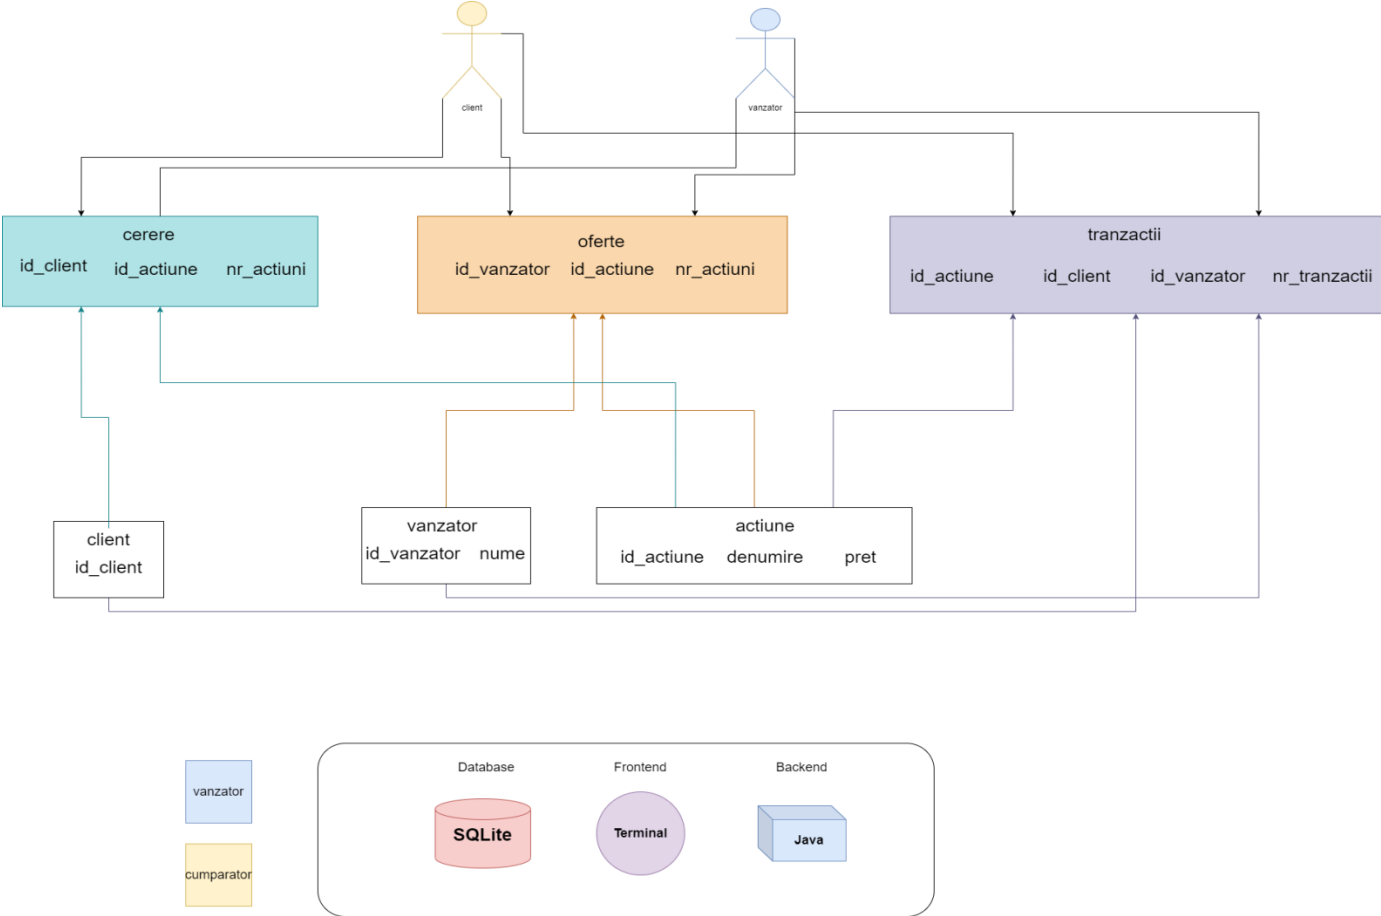 client
vanzator
cerere
id_client id_actiune nr_actiuni
oferte
id_vanzator id_actiune nr_actiuni
tranzactii
id_actiune id_client id_vanzator nr_tranzactii
client
id_client
vanzator
id_vanzator nume
actiune
id_actiune denumire pret
vanzator
cumparator
Database Frontend Backend
SQLite Terminal Java